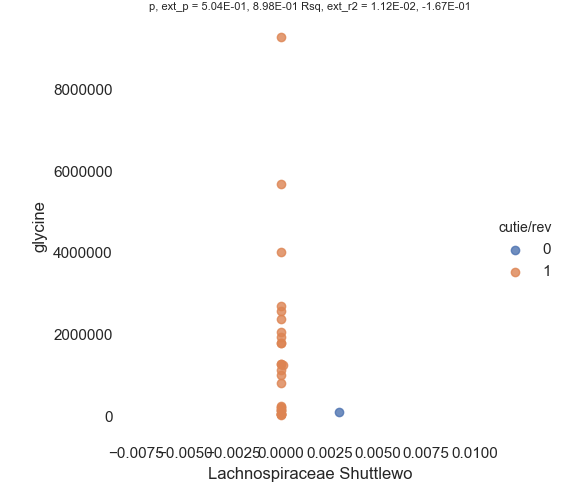 p, ext_p = 5.04E-01, 8.98E-01 Rsq, ext_r2 = 1.12E-02, -1.67E-01
8000000
6000000
4000000
2000000
0
glycine
cutie/rev
0
1
−0.0075 −0.0050 −0.0025 0.0000 0.0025 0.0050 0.0075 0.0100
Lachnospiraceae Shuttlewo